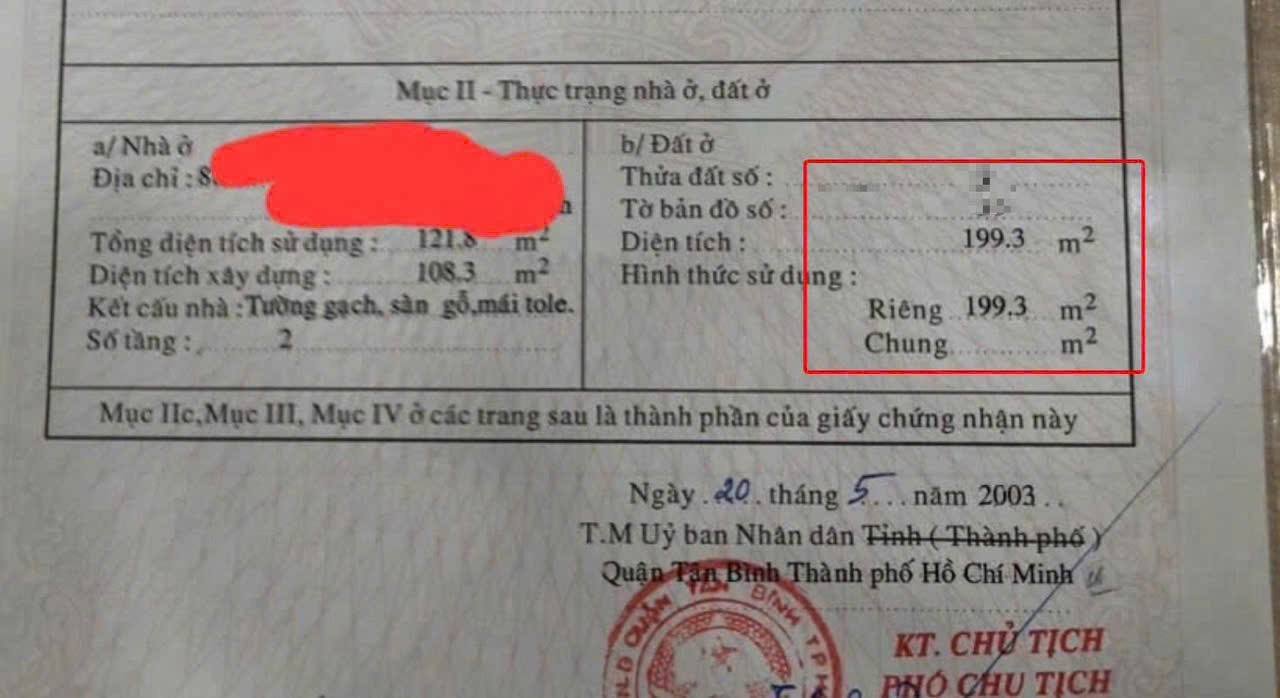 Mục II - Thực trạng nhà ở, đất ở
a/ Nhà ở
Địa chỉ : 8
Tổng diện tích sử dụng : 121.8 m²
Diện tích xây dựng : 108.3 m²
Kết cấu nhà : Tường gạch, sàn gỗ,mái tole.
Số tầng : 2
b/ Đất ở
Thửa đất số :
Tờ bản đồ số :
Diện tích : 199.3 m²
Hình thức sử dụng :
Riêng 199.3 m²
Chung m²
Mục IIc,Mục III, Mục IV ở các trang sau là thành phần của giấy chứng nhận này
Ngày 20 tháng 5 năm 2003
T.M Uỷ ban Nhân dân Tỉnh ( Thành phố )
Quận Tân Bình Thành phố Hồ Chí Minh
QUẬN TÂN BÌNH T.P
KT. CHỦ TỊCH
PHÓ CHỦ TỊCH